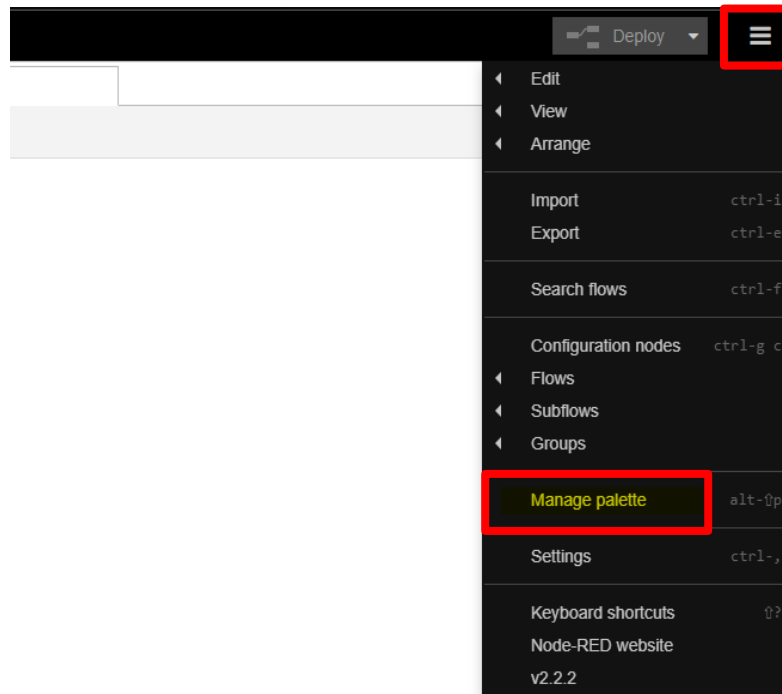 Deploy
Edit
View
Arrange
Import ctrl-i
Export ctrl-e
Search flows ctrl-f
Configuration nodes ctrl-g c
Flows
Subflows
Groups
Manage palette alt-⇧p
Settings ctrl-,
Keyboard shortcuts ⇧?
Node-RED website
v2.2.2